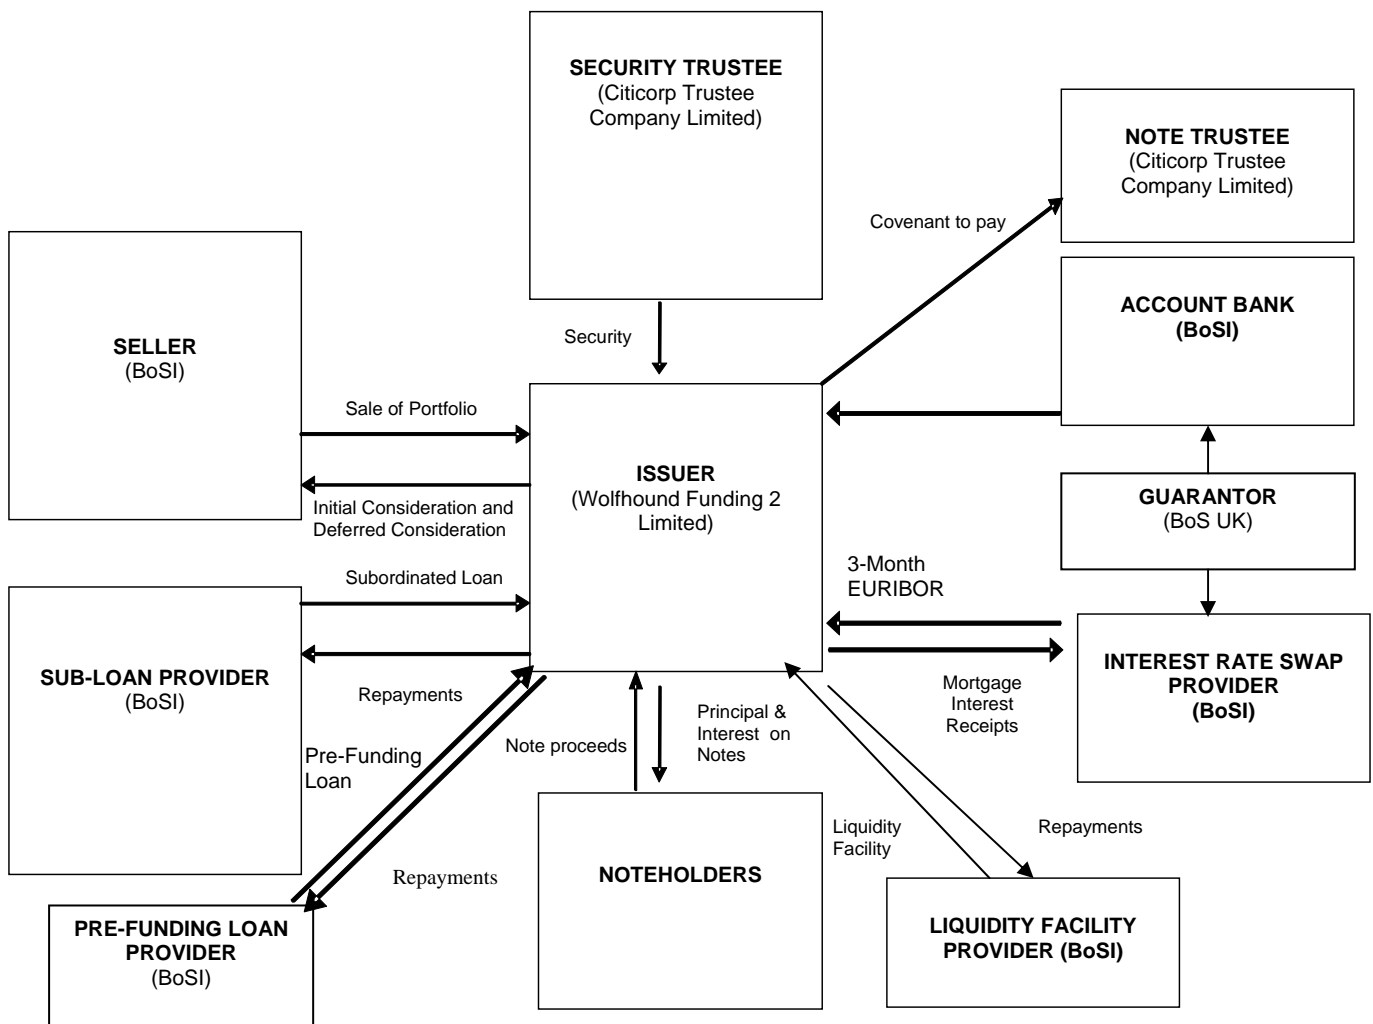 SECURITY TRUSTEE
(Citicorp Trustee
Company Limited)
NOTE TRUSTEE
(Citicorp Trustee
Company Limited)
Covenant to pay
SELLER
(BoSI)
Security
ACCOUNT BANK
(BoSI)
Sale of Portfolio
ISSUER
(Wolfhound Funding 2
Limited)
Initial Consideration and
Deferred Consideration
GUARANTOR
(BoS UK)
Subordinated Loan
3-Month
EURIBOR
SUB-LOAN PROVIDER
(BoSI)
Repayments
INTEREST RATE SWAP
PROVIDER
(BoSI)
Mortgage
Interest
Receipts
Pre-Funding
Loan
Note proceeds
Principal &
Interest on
Notes
Liquidity
Facility
Repayments
Repayments
NOTEHOLDERS
PRE-FUNDING LOAN
PROVIDER
(BoSI)
LIQUIDITY FACILITY
PROVIDER (BoSI)